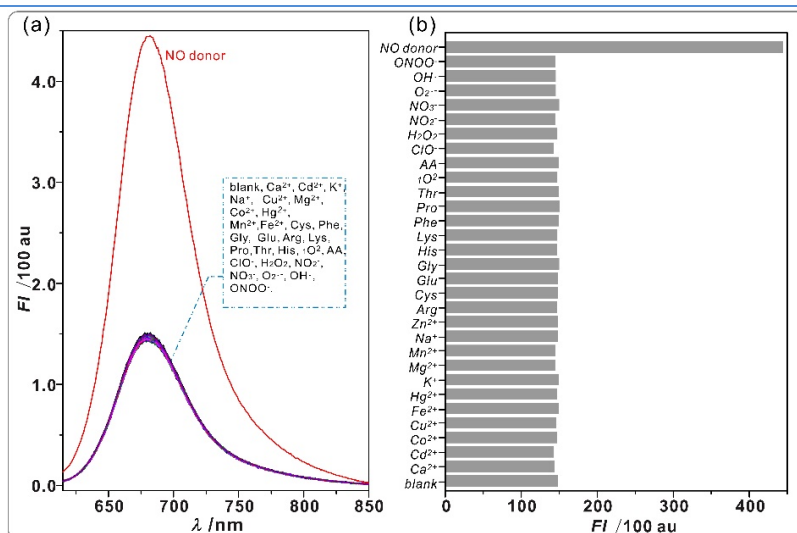 (a)
(b)
NO donor
4.0
3.0
2.0
1.0
0.0
FI /100 au
650
700
750
800
850
λ /nm
blank, Ca²⁺, Cd²⁺, K⁺
Na⁺, Cu²⁺, Mg²⁺,
Co²⁺, Hg²⁺,
Mn²⁺,Fe²⁺, Cys, Phe,
Gly, Glu, Arg, Lys,
Pro,Thr, His, ₁O², AA,
ClO⁻, H₂O₂, NO₂⁻,
NO₃⁻, O₂·⁻, OH·,
ONOO⁻.
NO donor
ONOO⁻
OH·
O₂·⁻
NO₃⁻
NO₂⁻
H₂O₂
ClO⁻
AA
₁O²
Thr
Pro
Phe
Lys
His
Gly
Glu
Cys
Arg
Zn²⁺
Na⁺
Mn²⁺
Mg²⁺
K⁺
Hg²⁺
Fe²⁺
Cu²⁺
Co²⁺
Cd²⁺
Ca²⁺
blank
0
100
200
300
400
FI /100 au